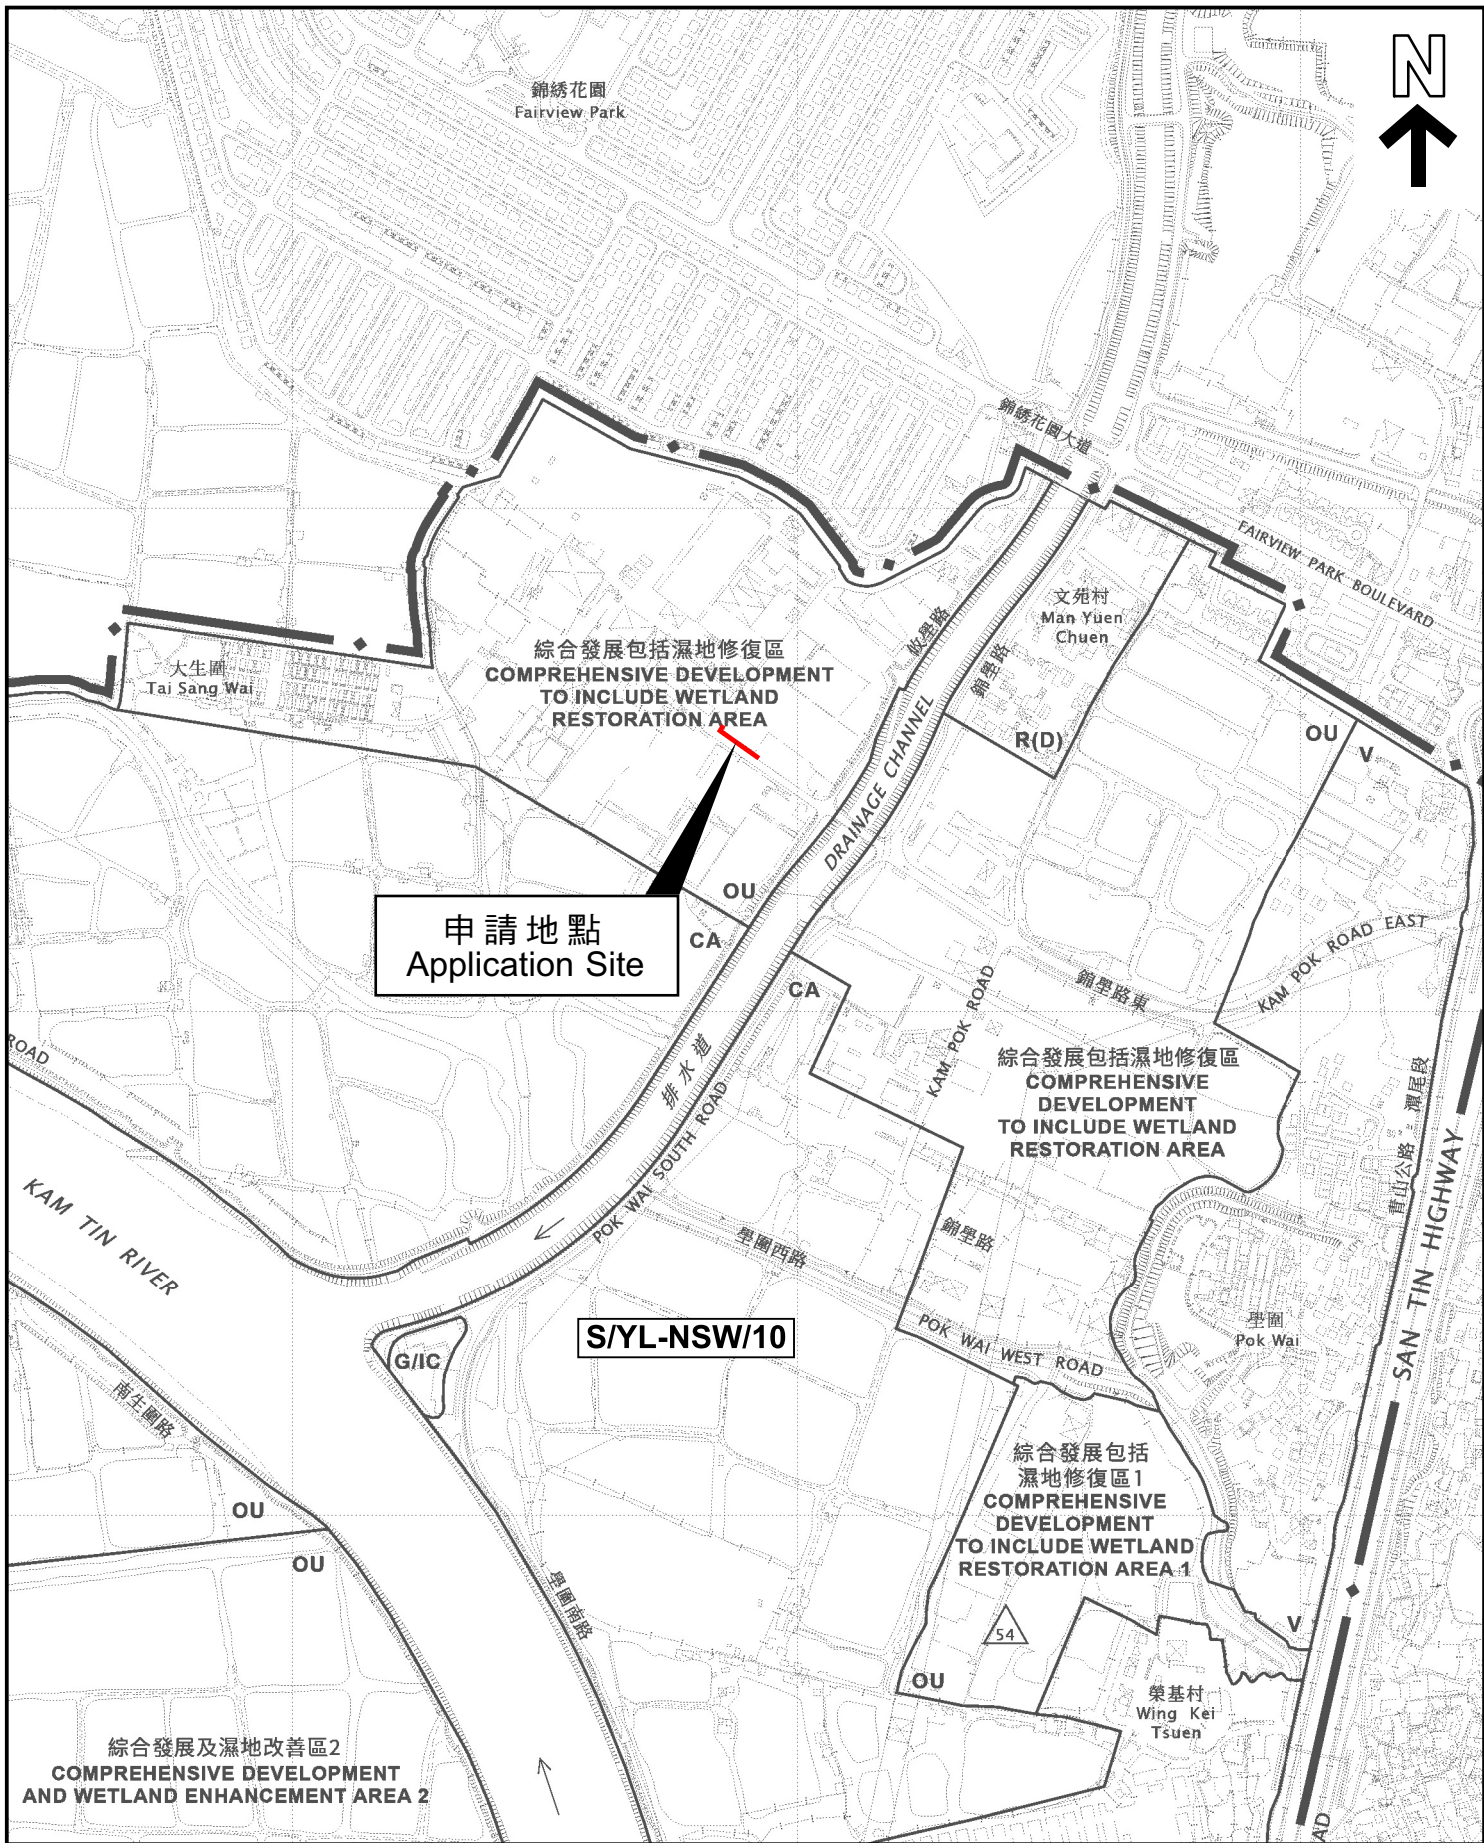 錦綉花園
Fairview Park
N
錦綉花園大道
FAIRVIEW PARK BOULEVARD
文苑村
Man Yuen
Chuen
攸壆路
錦壆路
大生圍
Tai Sang Wai
綜合發展包括濕地修復區
COMPREHENSIVE DEVELOPMENT
TO INCLUDE WETLAND
RESTORATION AREA
R(D)
OU
V
DRAINAGE CHANNEL
OU
申請地點
Application Site
CA
CA
KAM POK ROAD EAST
錦壆路東
KAM POK ROAD
ROAD
排水道
綜合發展包括濕地修復區
COMPREHENSIVE
DEVELOPMENT
TO INCLUDE WETLAND
RESTORATION AREA
青山公路 - 潭尾段
SAN TIN HIGHWAY
KAM TIN RIVER
POK WAI SOUTH ROAD
壆圍西路
錦壆路
壆圍
Pok Wai
S/YL-NSW/10
POK WAI WEST ROAD
G/IC
南生圍路
綜合發展包括
濕地修復區1
COMPREHENSIVE
DEVELOPMENT
TO INCLUDE WETLAND
RESTORATION AREA 1
OU
OU
壆圍南路
54
V
OU
榮基村
Wing Kei
Tsuen
綜合發展及濕地改善區2
COMPREHENSIVE DEVELOPMENT
AND WETLAND ENHANCEMENT AREA 2